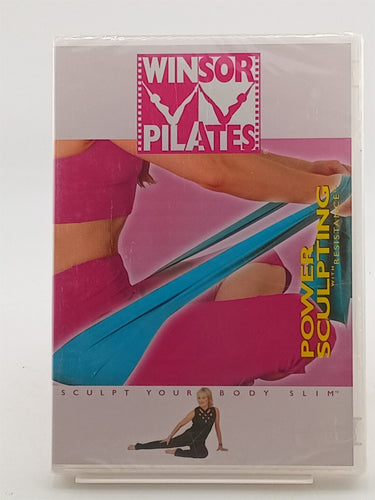 WINSOR
PILATES
POWER
SCULPTING
WITH RESISTANCE
SCULPT YOUR BODY SLIM™